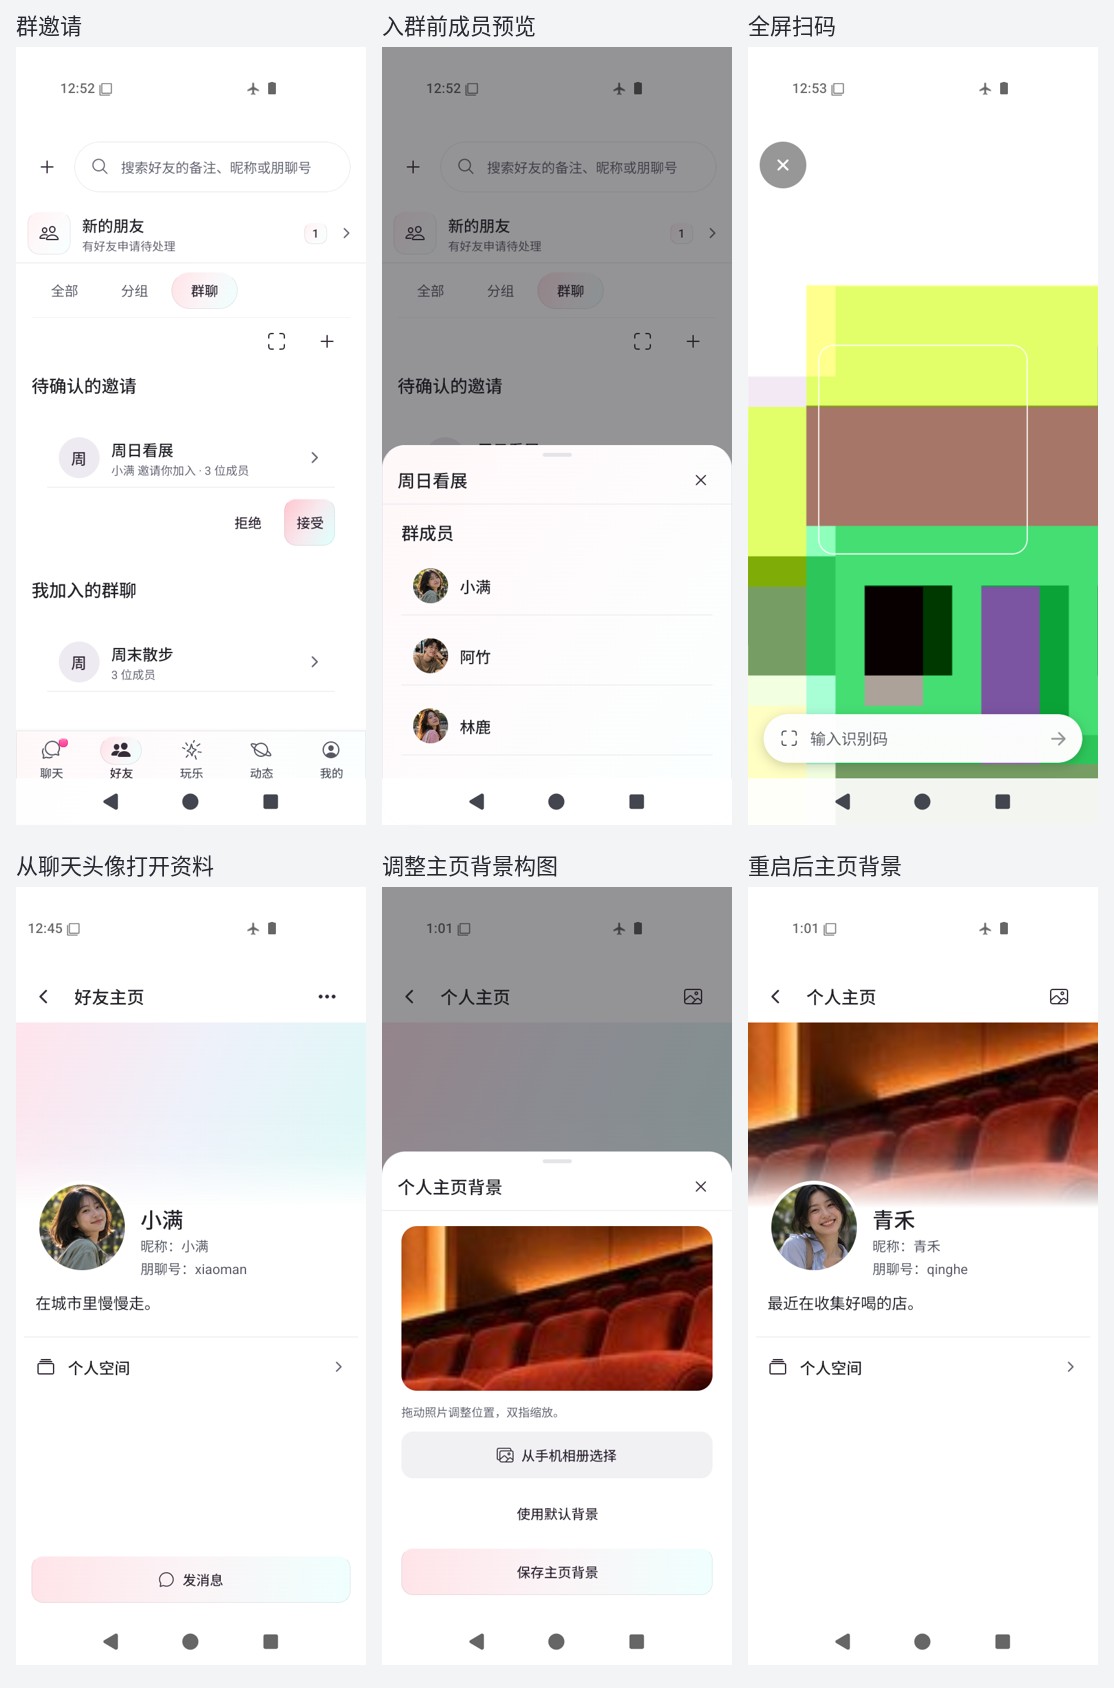 群邀请
12:52
搜索好友的备注、昵称或朋聊号
新的朋友
有好友申请待处理
1
全部
分组
群聊
待确认的邀请
周
周日看展
小满 邀请你加入 · 3 位成员
拒绝
接受
我加入的群聊
周
周末散步
3 位成员
聊天
好友
玩乐
动态
我的
入群前成员预览
12:52
搜索好友的备注、昵称或朋聊号
新的朋友
有好友申请待处理
1
全部
分组
群聊
待确认的邀请
周日看展
群成员
小满
阿竹
林鹿
全屏扫码
12:53
输入识别码
从聊天头像打开资料
12:45
好友主页
小满
昵称：小满
朋聊号：xiaoman
在城市里慢慢走。
个人空间
发消息
调整主页背景构图
1:01
个人主页
个人主页背景
拖动照片调整位置，双指缩放。
从手机相册选择
使用默认背景
保存主页背景
重启后主页背景
1:01
个人主页
青禾
昵称：青禾
朋聊号：qinghe
最近在收集好喝的店。
个人空间